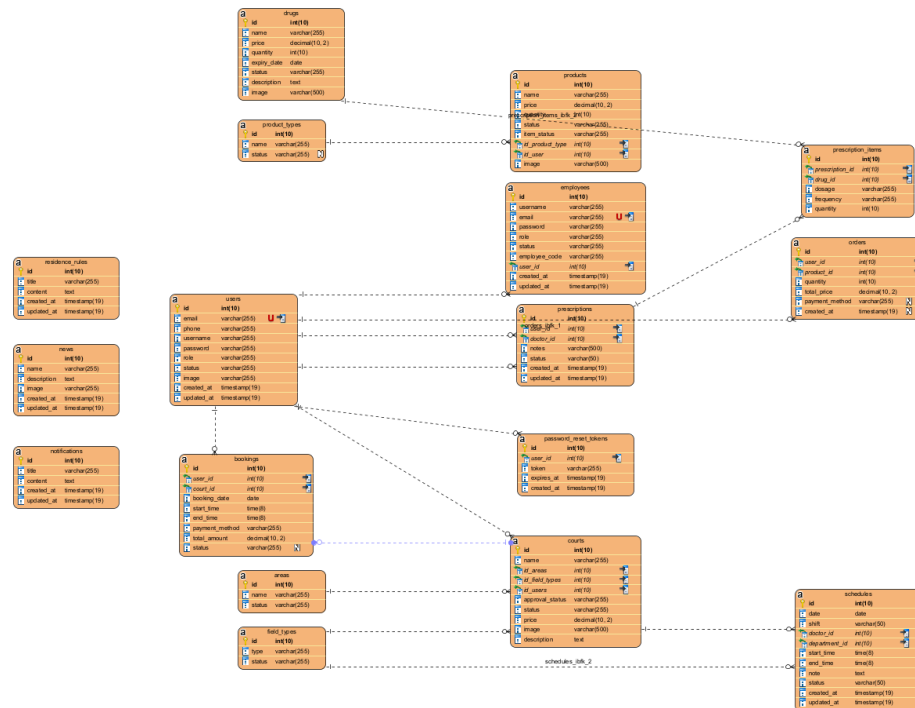 drugs
id int(10)
name varchar(255)
price decimal(10, 2)
quantity int(10)
expiry_date date
status varchar(255)
description text
image varchar(500)
product_types
id int(10)
name varchar(255)
status varchar(255) N
products
id int(10)
name varchar(255)
price decimal(10, 2)
int(10)
status varchar(255)
item_status varchar(255)
id_product_type int(10)
id_user int(10)
image varchar(500)
prescription_items
id int(10)
prescription_id int(10)
drug_id int(10)
dosage varchar(255)
frequency varchar(255)
quantity int(10)
employees
id int(10)
username varchar(255)
email varchar(255) U
password varchar(255)
role varchar(255)
status varchar(255)
employee_code varchar(255)
user_id int(10)
created_at timestamp(19)
updated_at timestamp(19)
orders
id int(10)
user_id int(10)
product_id int(10)
quantity int(10)
total_price decimal(10, 2)
payment_method varchar(255) N
created_at timestamp(19) N
residence_rules
id int(10)
title varchar(255)
content text
created_at timestamp(19)
updated_at timestamp(19)
users
id int(10)
email varchar(255) U
phone varchar(255)
username varchar(255)
password varchar(255)
role varchar(255)
status varchar(255)
image varchar(255)
created_at timestamp(19)
updated_at timestamp(19)
prescriptions
id int(10)
int(10)
doctor_id int(10)
notes varchar(500)
status varchar(50)
created_at timestamp(19)
updated_at timestamp(19)
news
id int(10)
name varchar(255)
description text
image varchar(255)
created_at timestamp(19)
updated_at timestamp(19)
notifications
id int(10)
title varchar(255)
content text
created_at timestamp(19)
updated_at timestamp(19)
bookings
id int(10)
user_id int(10)
court_id int(10)
booking_date date
start_time time(8)
end_time time(8)
payment_method varchar(255)
total_amount decimal(10, 2)
status varchar(255) N
password_reset_tokens
id int(10)
user_id int(10)
token varchar(255)
expires_at timestamp(19)
created_at timestamp(19)
courts
id int(10)
name varchar(255)
id_areas int(10)
id_field_types int(10)
id_users int(10)
approval_status varchar(255)
status varchar(255)
price decimal(10, 2)
image varchar(500)
description text
areas
id int(10)
name varchar(255)
status varchar(255)
field_types
id int(10)
type varchar(255)
status varchar(255)
schedules_ibfk_2
schedules
id int(10)
date date
shift varchar(50)
doctor_id int(10)
department_id int(10)
start_time time(8)
end_time time(8)
note text
status varchar(50)
created_at timestamp(19)
updated_at timestamp(19)